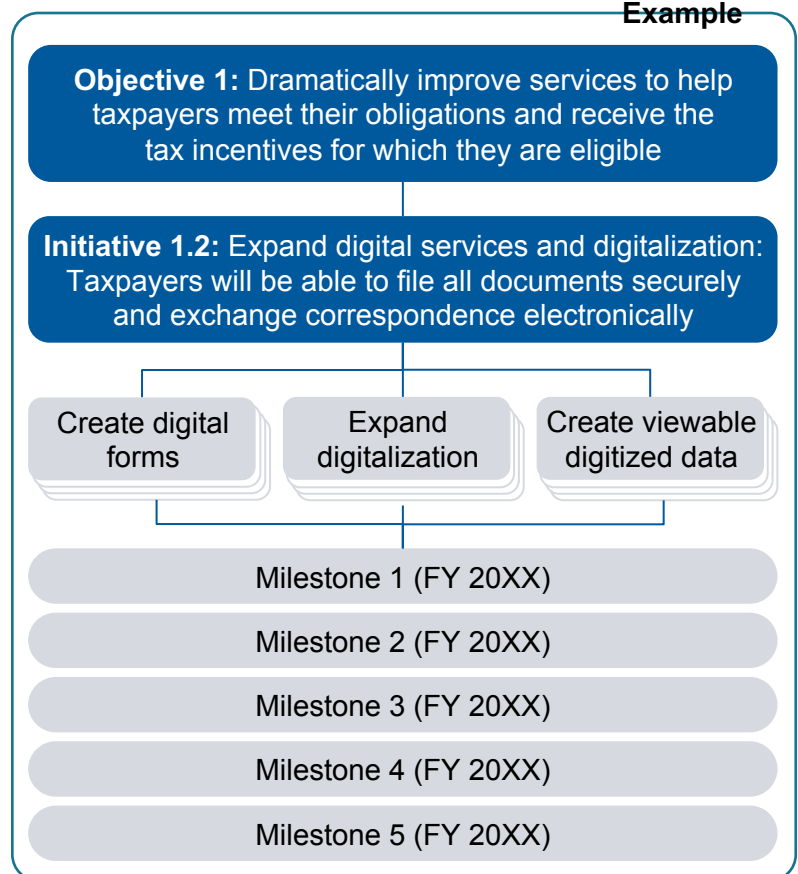 Example
Objective 1: Dramatically improve services to help
taxpayers meet their obligations and receive the
tax incentives for which they are eligible
Initiative 1.2: Expand digital services and digitalization:
Taxpayers will be able to file all documents securely
and exchange correspondence electronically
Create digital
forms
Expand
digitalization
Create viewable
digitized data
Milestone 1 (FY 20XX)
Milestone 2 (FY 20XX)
Milestone 3 (FY 20XX)
Milestone 4 (FY 20XX)
Milestone 5 (FY 20XX)